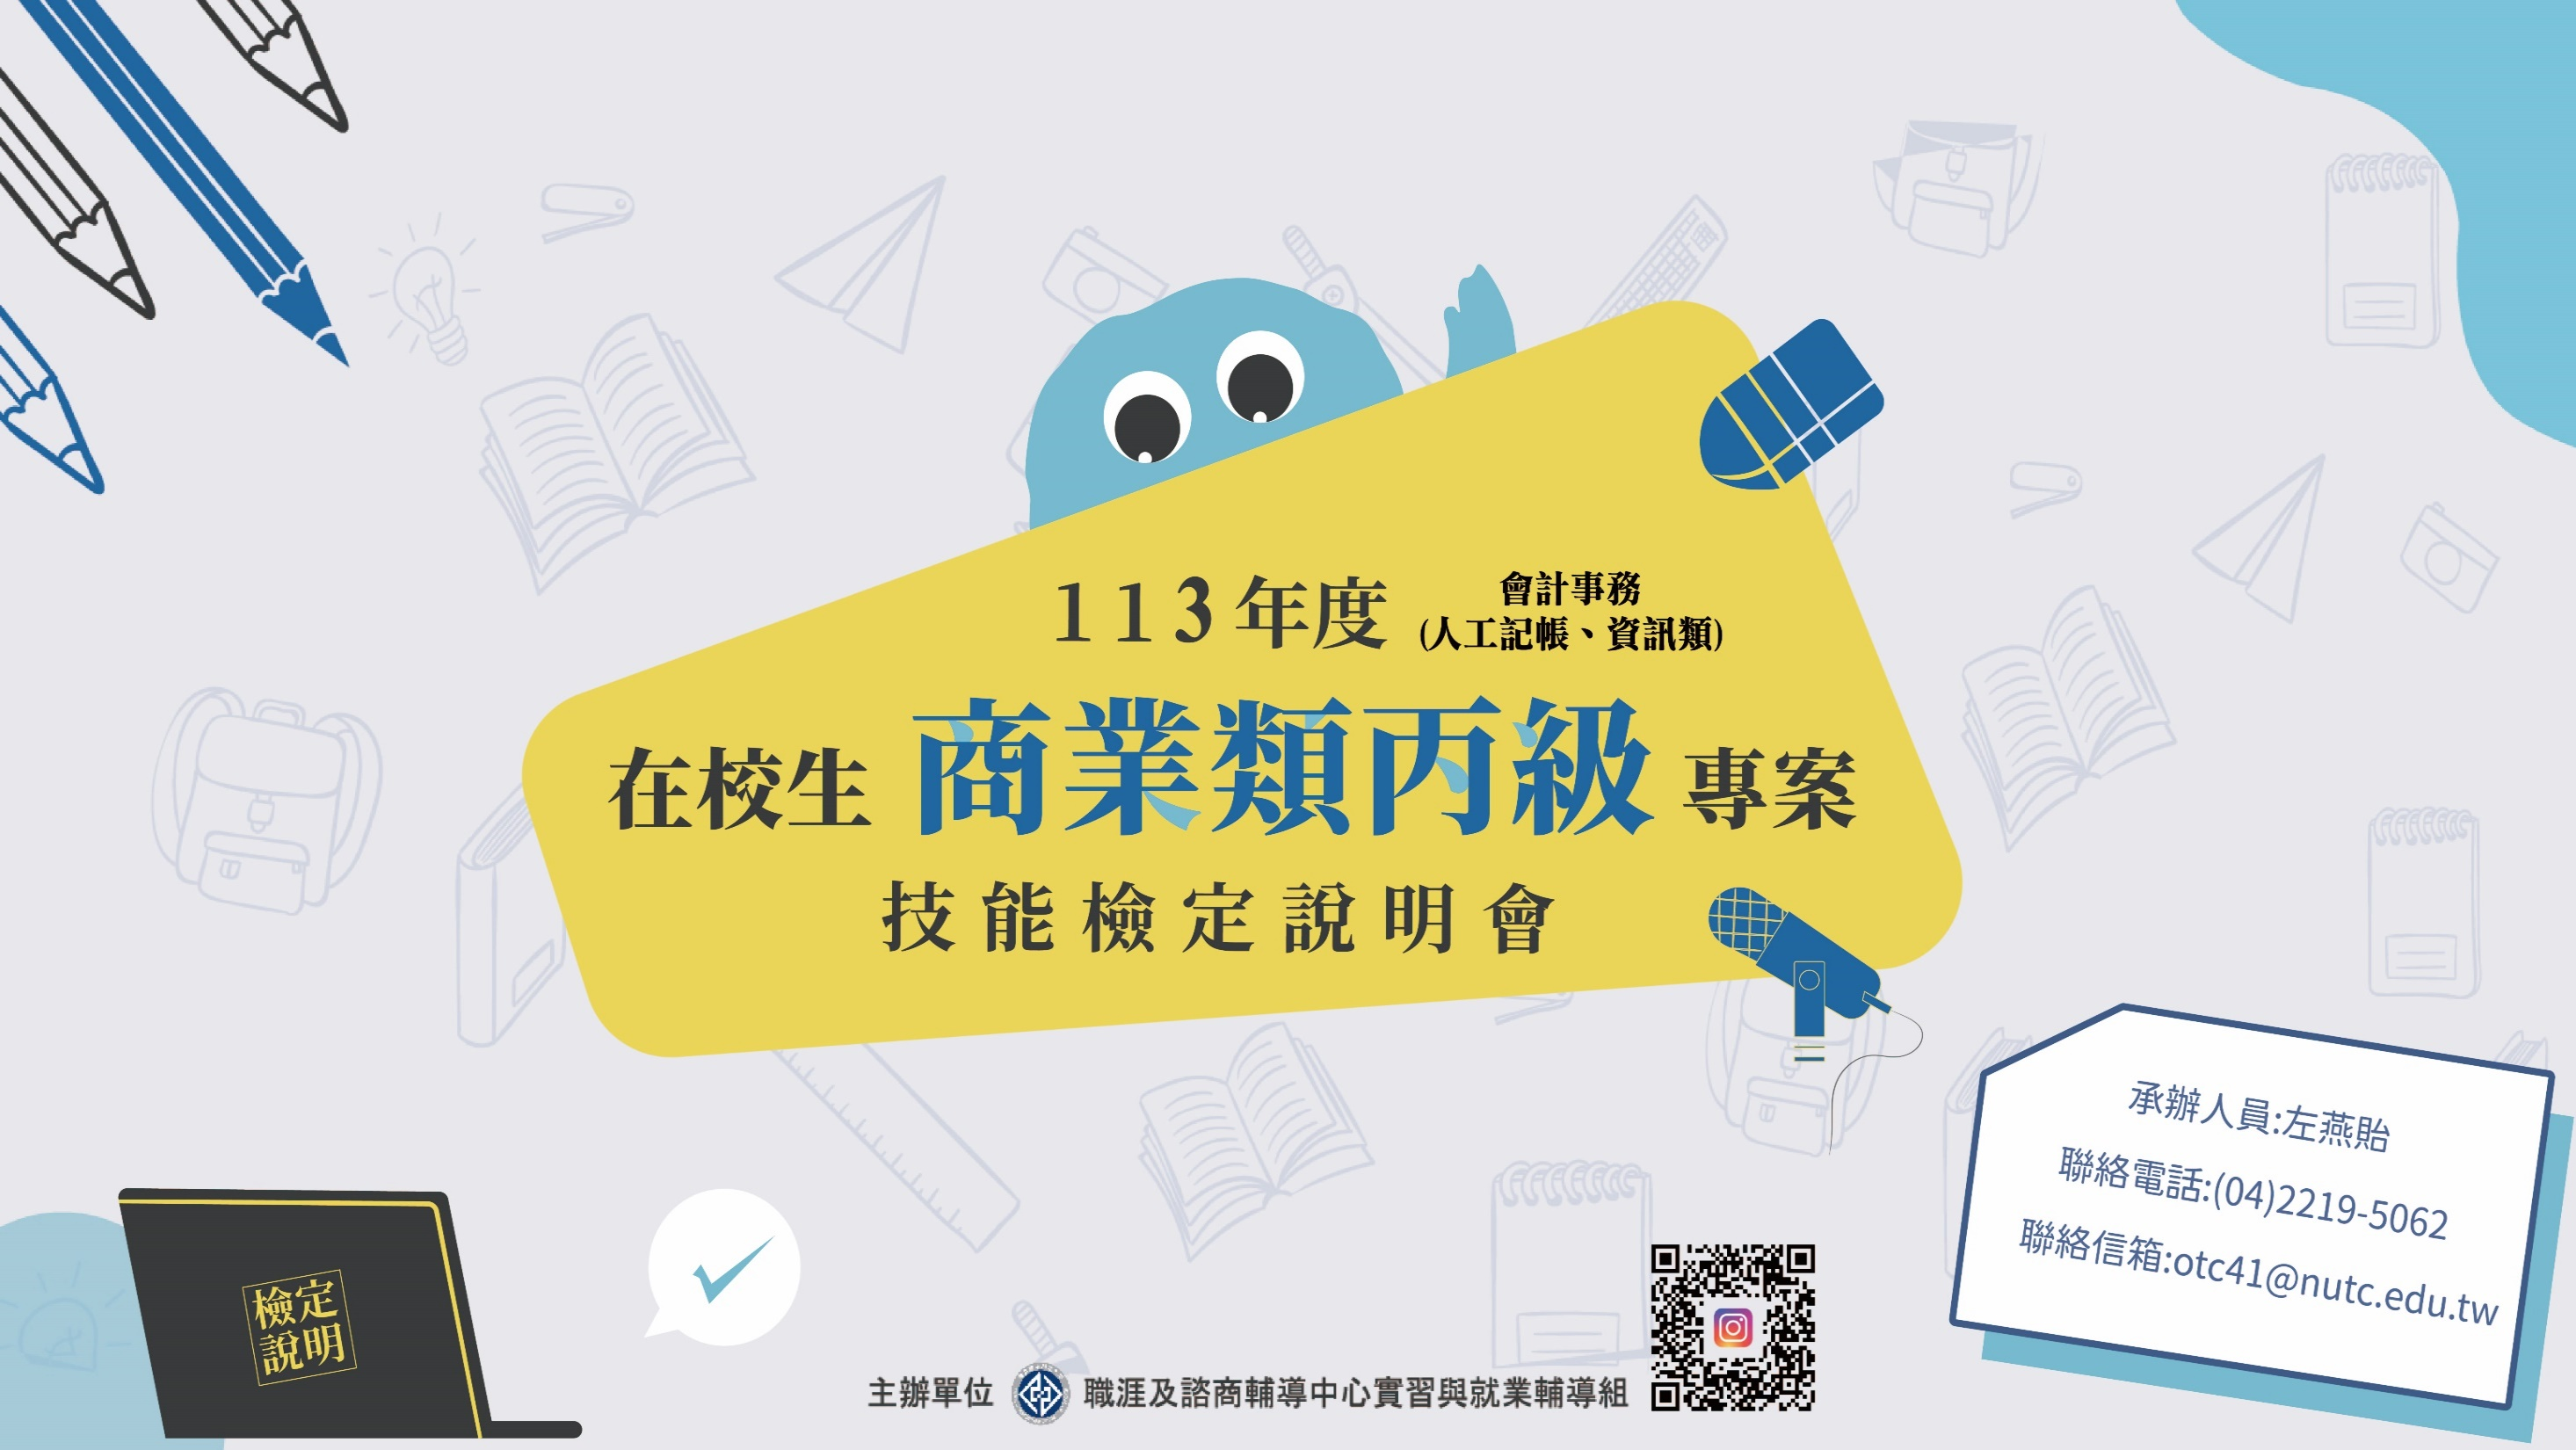 113年度
會計事務
(人工記帳、資訊類)
在校生 商業類丙級 專案
技能檢定說明會
承辦人員:左燕貽
聯絡電話:(04)2219-5062
聯絡信箱:otc41@nutc.edu.tw
檢定
說明
主辦單位 職涯及諮商輔導中心實習與就業輔導組